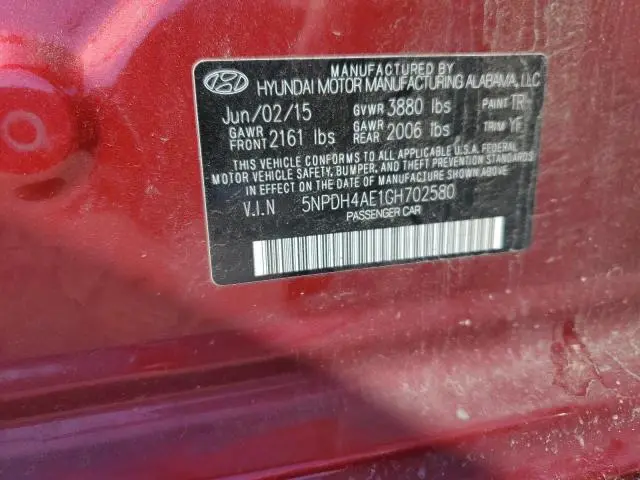 MANUFACTURED BY
HYUNDAI MOTOR MANUFACTURING ALABAMA, LLC
Jun/02/15 GVWR 3880 lbs PAINT TR
GAWR FRONT 2161 lbs GAWR REAR 2006 lbs TRIM YF
THIS VEHICLE CONFORMS TO ALL APPLICABLE U.S.A. FEDERAL
MOTOR VEHICLE SAFETY, BUMPER, AND THEFT PREVENTION
STANDARDS IN EFFECT ON THE DATE OF MANUFACTURE SHOWN ABOVE.
V.I.N 5NPDH4AE1GH702580
PASSENGER CAR